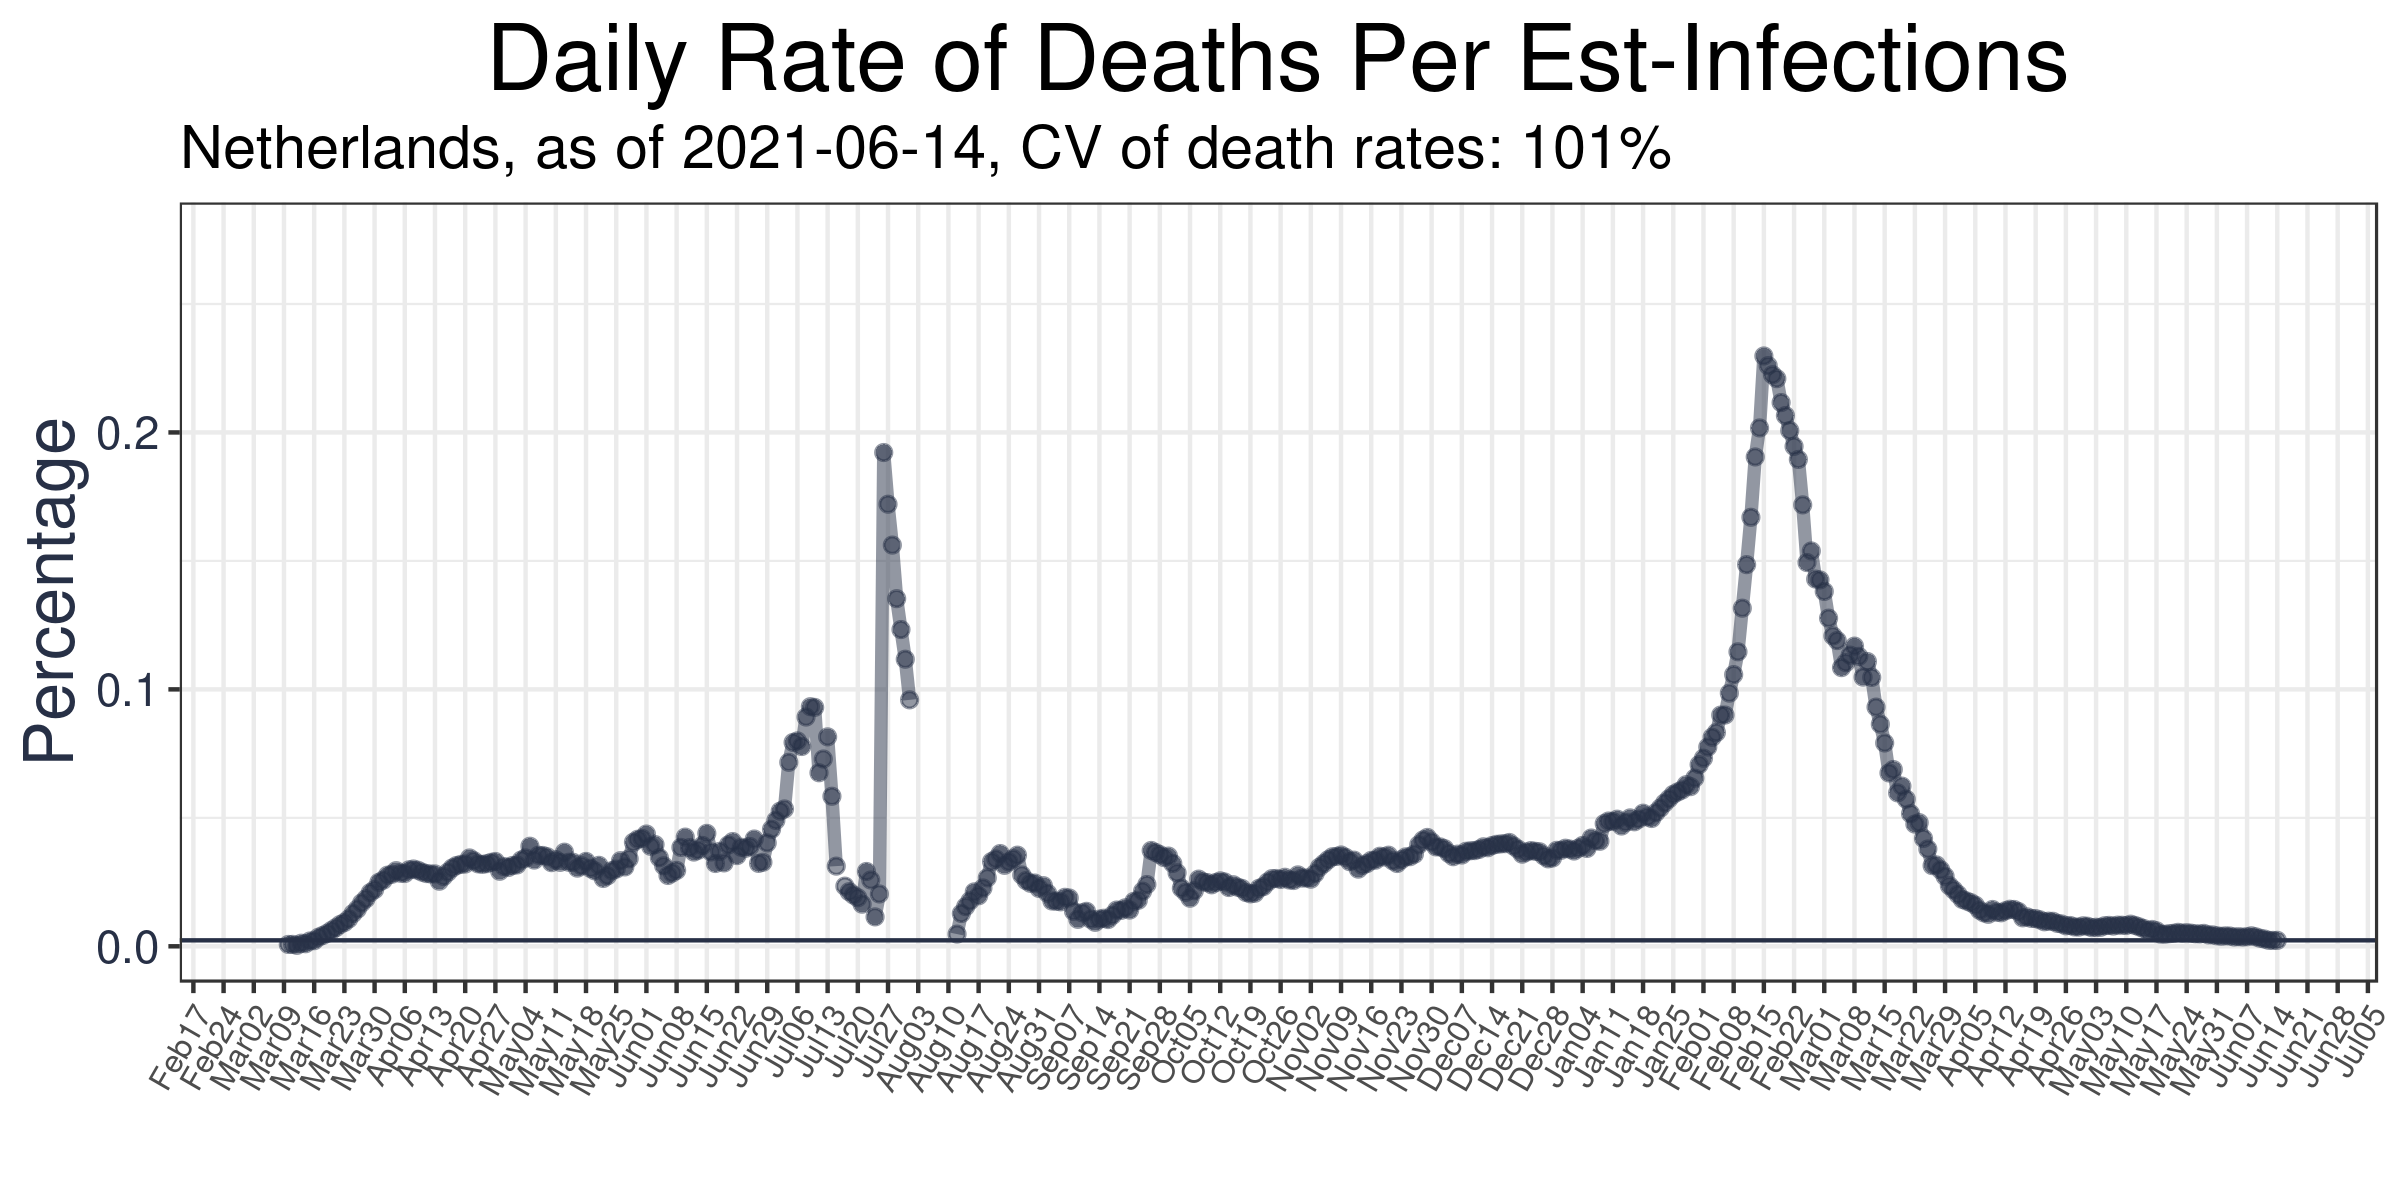 Daily Rate of Deaths Per Est-Infections
Netherlands, as of 2021-06-14, CV of death rates: 101%
Percentage
0.2
0.1
0.0
Feb17
Feb24
Mar02
Mar09
Mar16
Mar23
Mar30
Apr06
Apr13
Apr20
Apr27
May04
May11
May18
May25
Jun01
Jun08
Jun15
Jun22
Jun29
Jul06
Jul13
Jul20
Jul27
Aug03
Aug10
Aug17
Aug24
Aug31
Sep07
Sep14
Sep21
Sep28
Oct05
Oct12
Oct19
Oct26
Nov02
Nov09
Nov16
Nov23
Nov30
Dec07
Dec14
Dec21
Dec28
Jan04
Jan11
Jan18
Jan25
Feb01
Feb08
Feb15
Feb22
Mar01
Mar08
Mar15
Mar22
Mar29
Apr05
Apr12
Apr19
Apr26
May03
May10
May17
May24
May31
Jun07
Jun14
Jun21
Jun28
Jul05